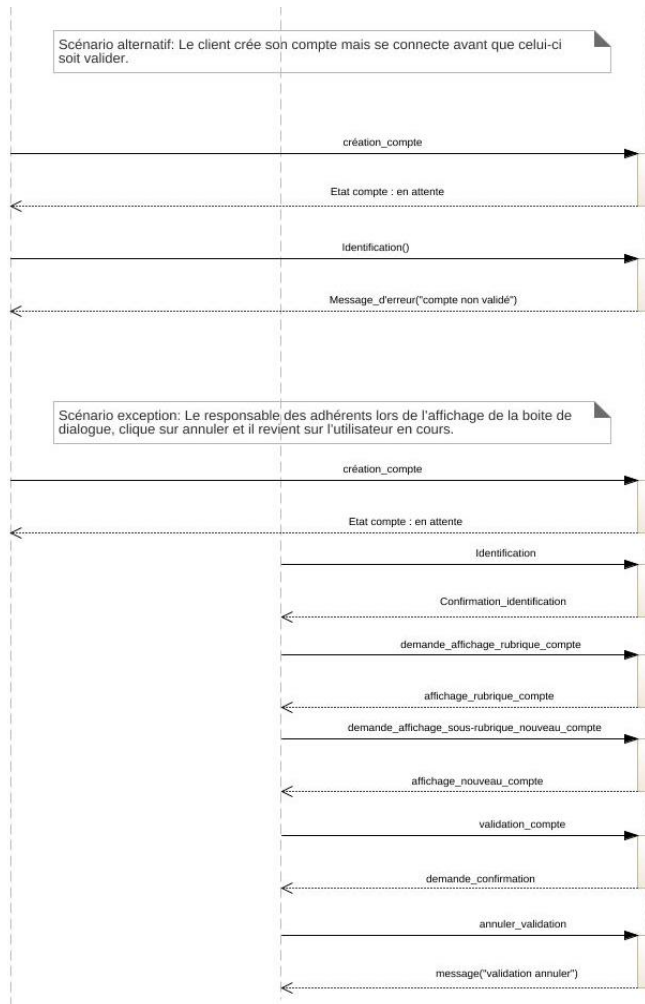 Scénario alternatif: Le client crée son compte mais se connecte avant que celui-ci
soit valider.
création_compte
Etat compte : en attente
Identification()
Message_d'erreur("compte non validé")
Scénario exception: Le responsable des adhérents lors de l'affichage de la boite de
dialogue, clique sur annuler et il revient sur l'utilisateur en cours.
création_compte
Etat compte : en attente
Identification
Confirmation_identification
demande_affichage_rubrique_compte
affichage_rubrique_compte
demande_affichage_sous-rubrique_nouveau_compte
affichage_nouveau_compte
validation_compte
demande_confirmation
annuler_validation
message("validation annuler")